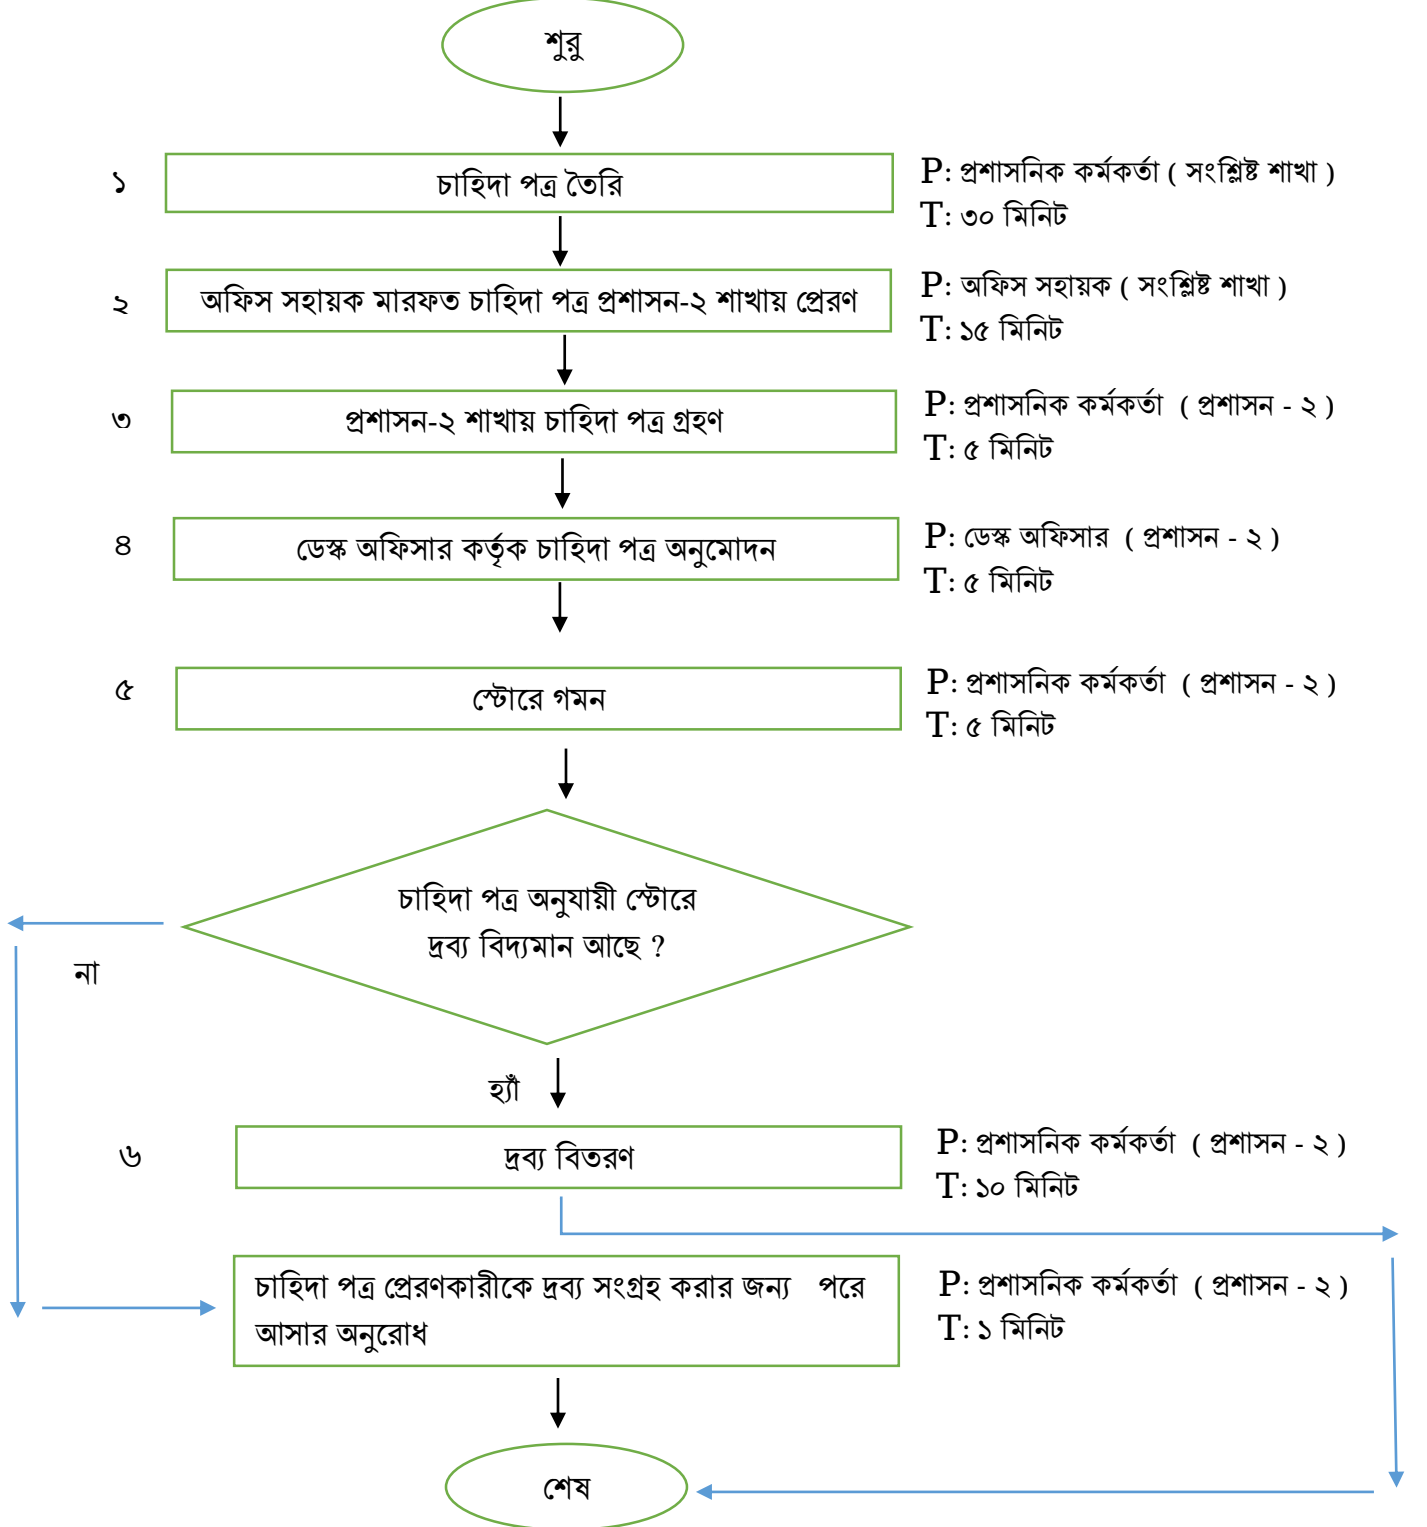 শুরু
১
চাহিদা পত্র তৈরি
P: প্রশাসনিক কর্মকর্তা ( সংশ্লিষ্ট শাখা )
T: ৩০ মিনিট
২
অফিস সহায়ক মারফত চাহিদা পত্র প্রশাসন-২ শাখায় প্রেরণ
P: অফিস সহায়ক ( সংশ্লিষ্ট শাখা )
T: ১৫ মিনিট
৩
প্রশাসন-২ শাখায় চাহিদা পত্র গ্রহণ
P: প্রশাসনিক কর্মকর্তা ( প্রশাসন - ২ )
T: ৫ মিনিট
৪
ডেস্ক অফিসার কর্তৃক চাহিদা পত্র অনুমোদন
P: ডেস্ক অফিসার ( প্রশাসন - ২ )
T: ৫ মিনিট
৫
স্টোরে গমন
P: প্রশাসনিক কর্মকর্তা ( প্রশাসন - ২ )
T: ৫ মিনিট
চাহিদা পত্র অনুযায়ী স্টোরে
দ্রব্য বিদ্যমান আছে ?
না
হ্যাঁ
৬
দ্রব্য বিতরণ
P: প্রশাসনিক কর্মকর্তা ( প্রশাসন - ২ )
T: ১০ মিনিট
চাহিদা পত্র প্রেরণকারীকে দ্রব্য সংগ্রহ করার জন্য পরে
আসার অনুরোধ
P: প্রশাসনিক কর্মকর্তা ( প্রশাসন - ২ )
T: ১ মিনিট
শেষ